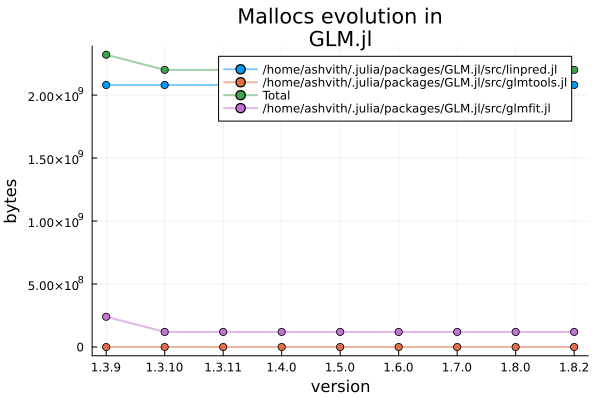 Mallocs evolution in
GLM.jl
/home/ashvith/.julia/packages/GLM.jl/src/linpred.jl
/home/ashvith/.julia/packages/GLM.jl/src/glmtools.jl
Total
/home/ashvith/.julia/packages/GLM.jl/src/glmfit.jl
2.00×10⁹
1.50×10⁹
1.00×10⁹
5.00×10⁸
0
bytes
1.3.9 1.3.10 1.3.11 1.4.0 1.5.0 1.6.0 1.7.0 1.8.0 1.8.2
version